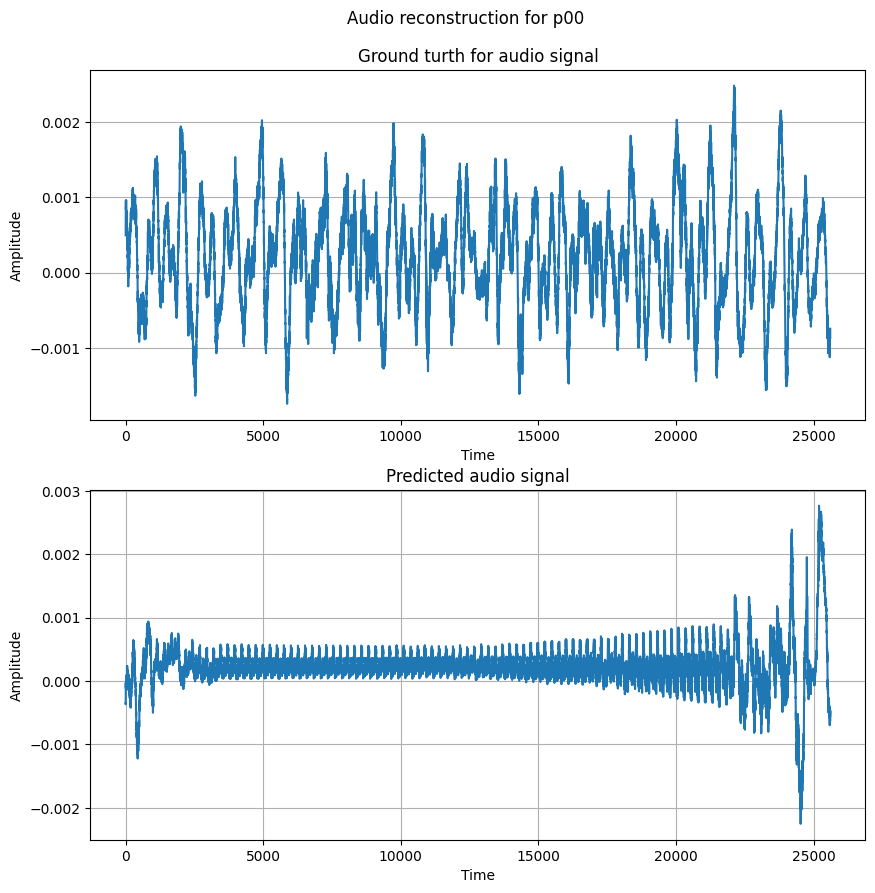 Audio reconstruction for p00
Ground turth for audio signal
0.002
0.001
0.000
−0.001
Amplitude
0 5000 10000 15000 20000 25000
Time
Predicted audio signal
0.003
0.002
0.001
0.000
−0.001
−0.002
Amplitude
0 5000 10000 15000 20000 25000
Time